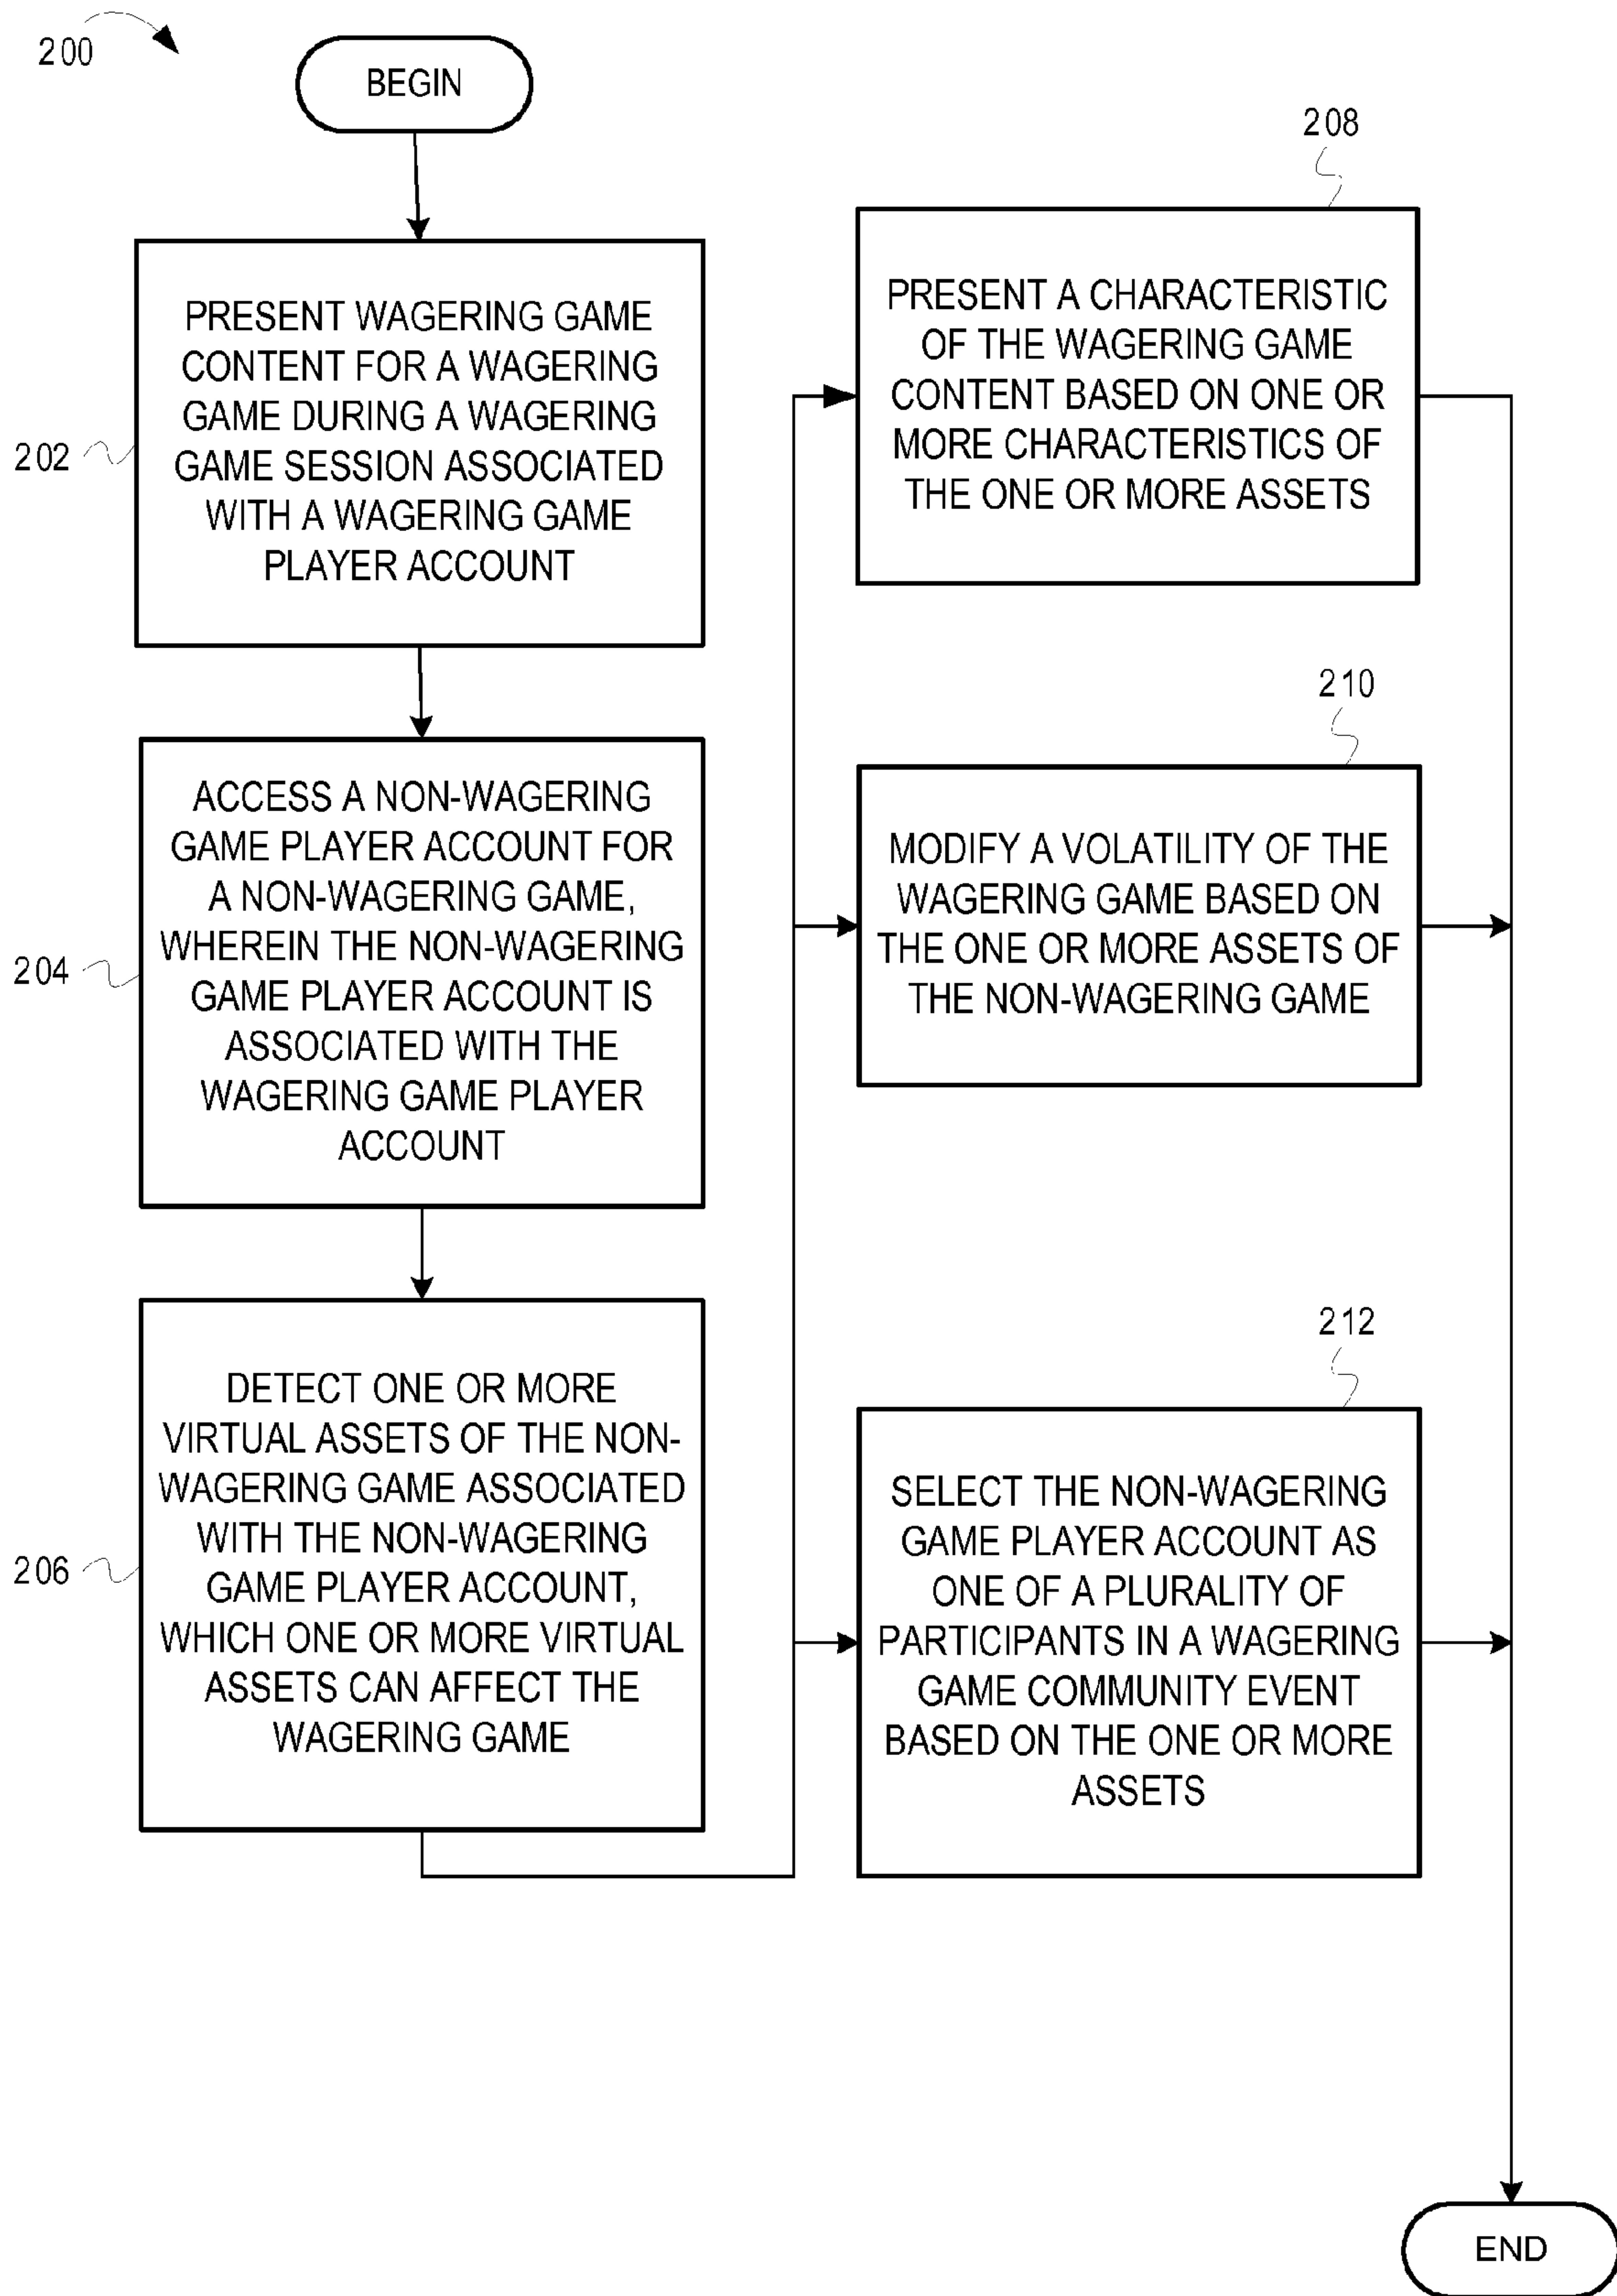 200
BEGIN
202
PRESENT WAGERING GAME
CONTENT FOR A WAGERING
GAME DURING A WAGERING
GAME SESSION ASSOCIATED
WITH A WAGERING GAME
PLAYER ACCOUNT
204
ACCESS A NON-WAGERING
GAME PLAYER ACCOUNT FOR
A NON-WAGERING GAME,
WHEREIN THE NON-WAGERING
GAME PLAYER ACCOUNT IS
ASSOCIATED WITH THE
WAGERING GAME PLAYER
ACCOUNT
206
DETECT ONE OR MORE
VIRTUAL ASSETS OF THE NON-
WAGERING GAME ASSOCIATED
WITH THE NON-WAGERING
GAME PLAYER ACCOUNT,
WHICH ONE OR MORE VIRTUAL
ASSETS CAN AFFECT THE
WAGERING GAME
208
PRESENT A CHARACTERISTIC
OF THE WAGERING GAME
CONTENT BASED ON ONE OR
MORE CHARACTERISTICS OF
THE ONE OR MORE ASSETS
210
MODIFY A VOLATILITY OF THE
WAGERING GAME BASED ON
THE ONE OR MORE ASSETS OF
THE NON-WAGERING GAME
212
SELECT THE NON-WAGERING
GAME PLAYER ACCOUNT AS
ONE OF A PLURALITY OF
PARTICIPANTS IN A WAGERING
GAME COMMUNITY EVENT
BASED ON THE ONE OR MORE
ASSETS
END